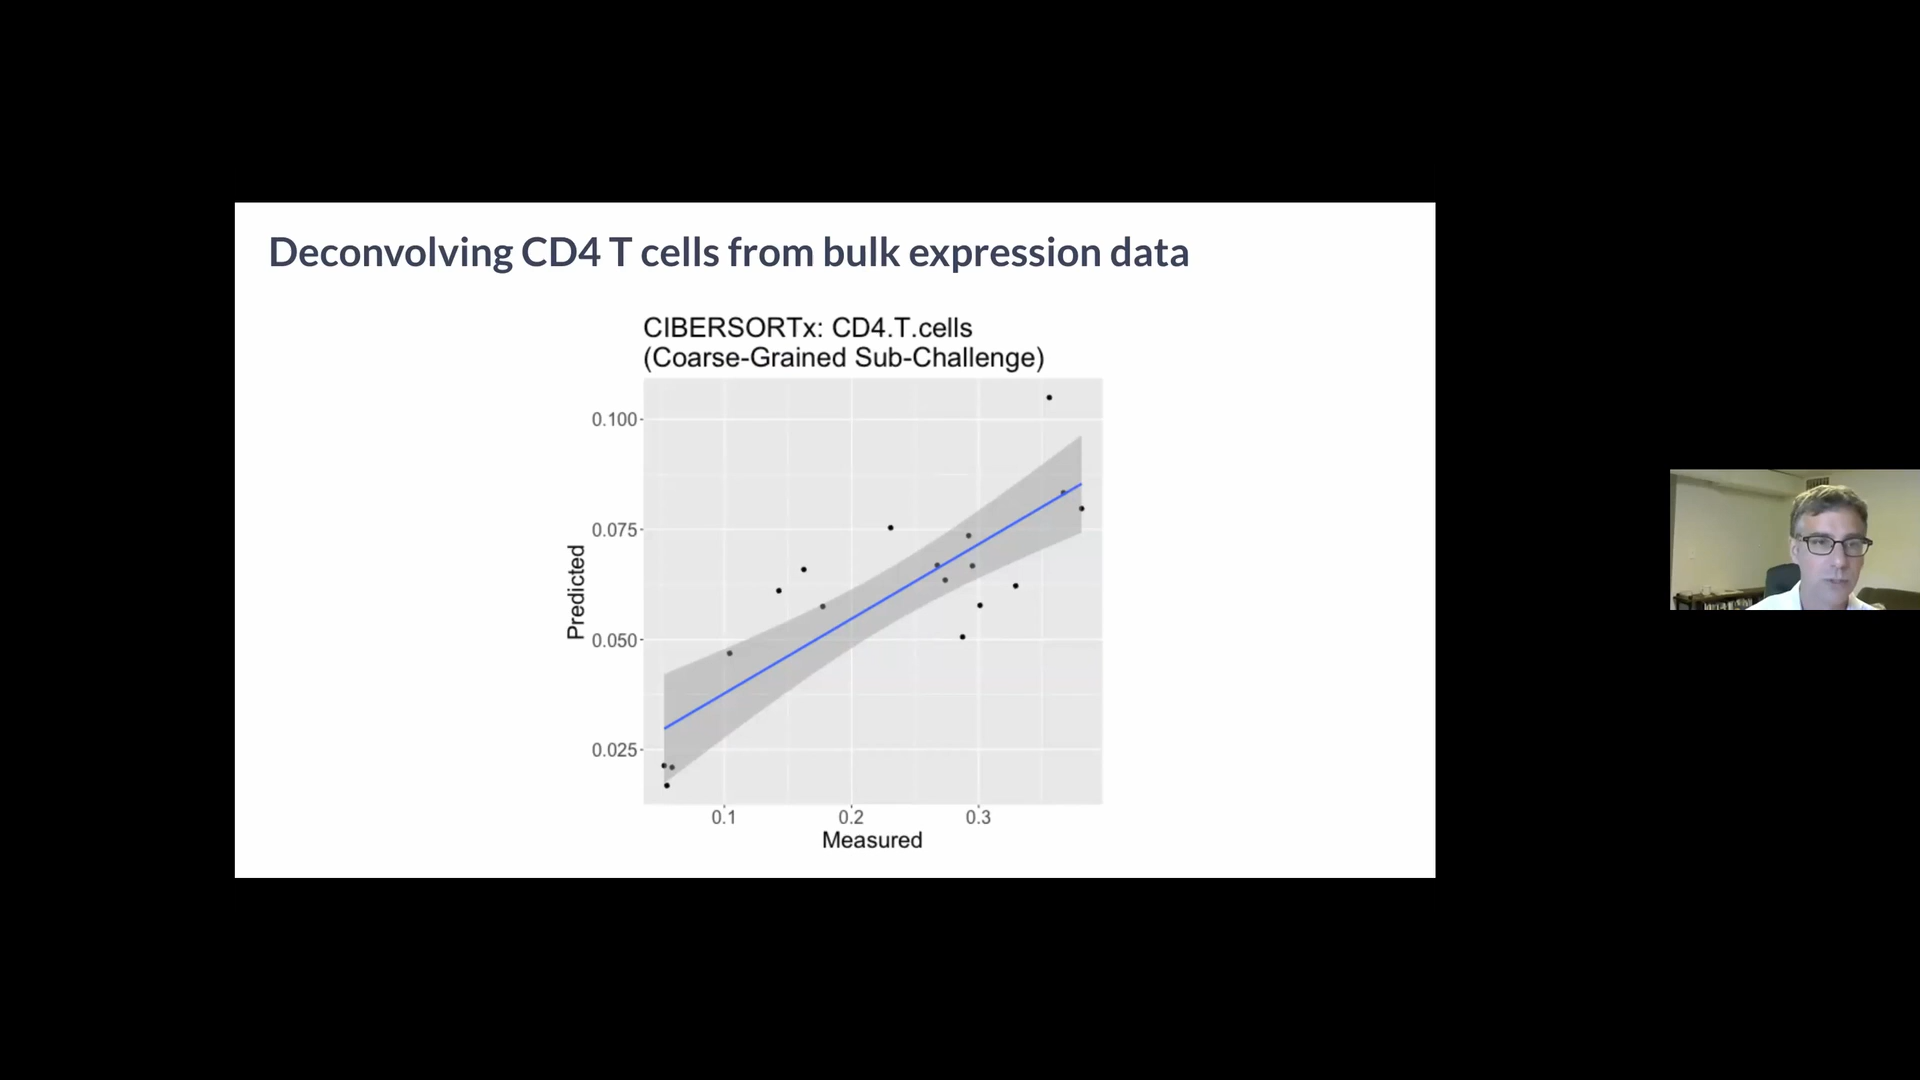 Deconvolving CD4 T cells from bulk expression data
CIBERSORTx: CD4.T.cells
(Coarse-Grained Sub-Challenge)
0.100
0.075
0.050
0.025
Predicted
0.1 0.2 0.3
Measured